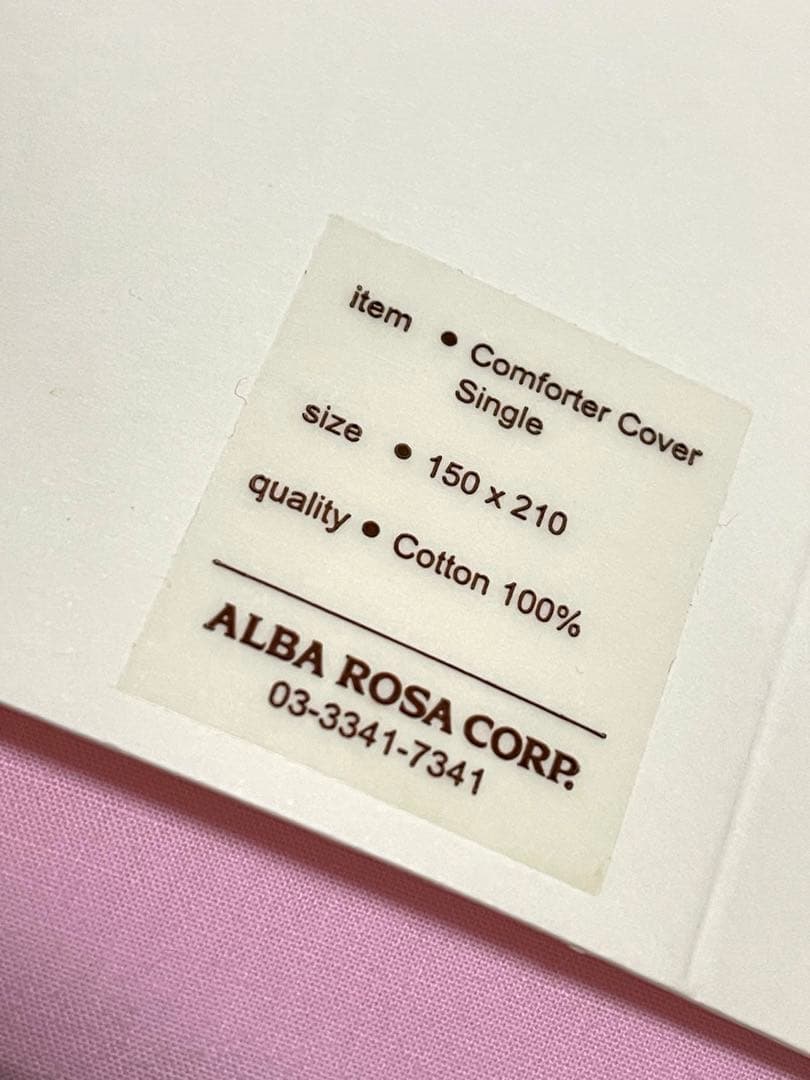 item ● Comforter Cover
Single
size ● 150 x 210
quality ● Cotton 100%
ALBA ROSA CORP.
03-3341-7341